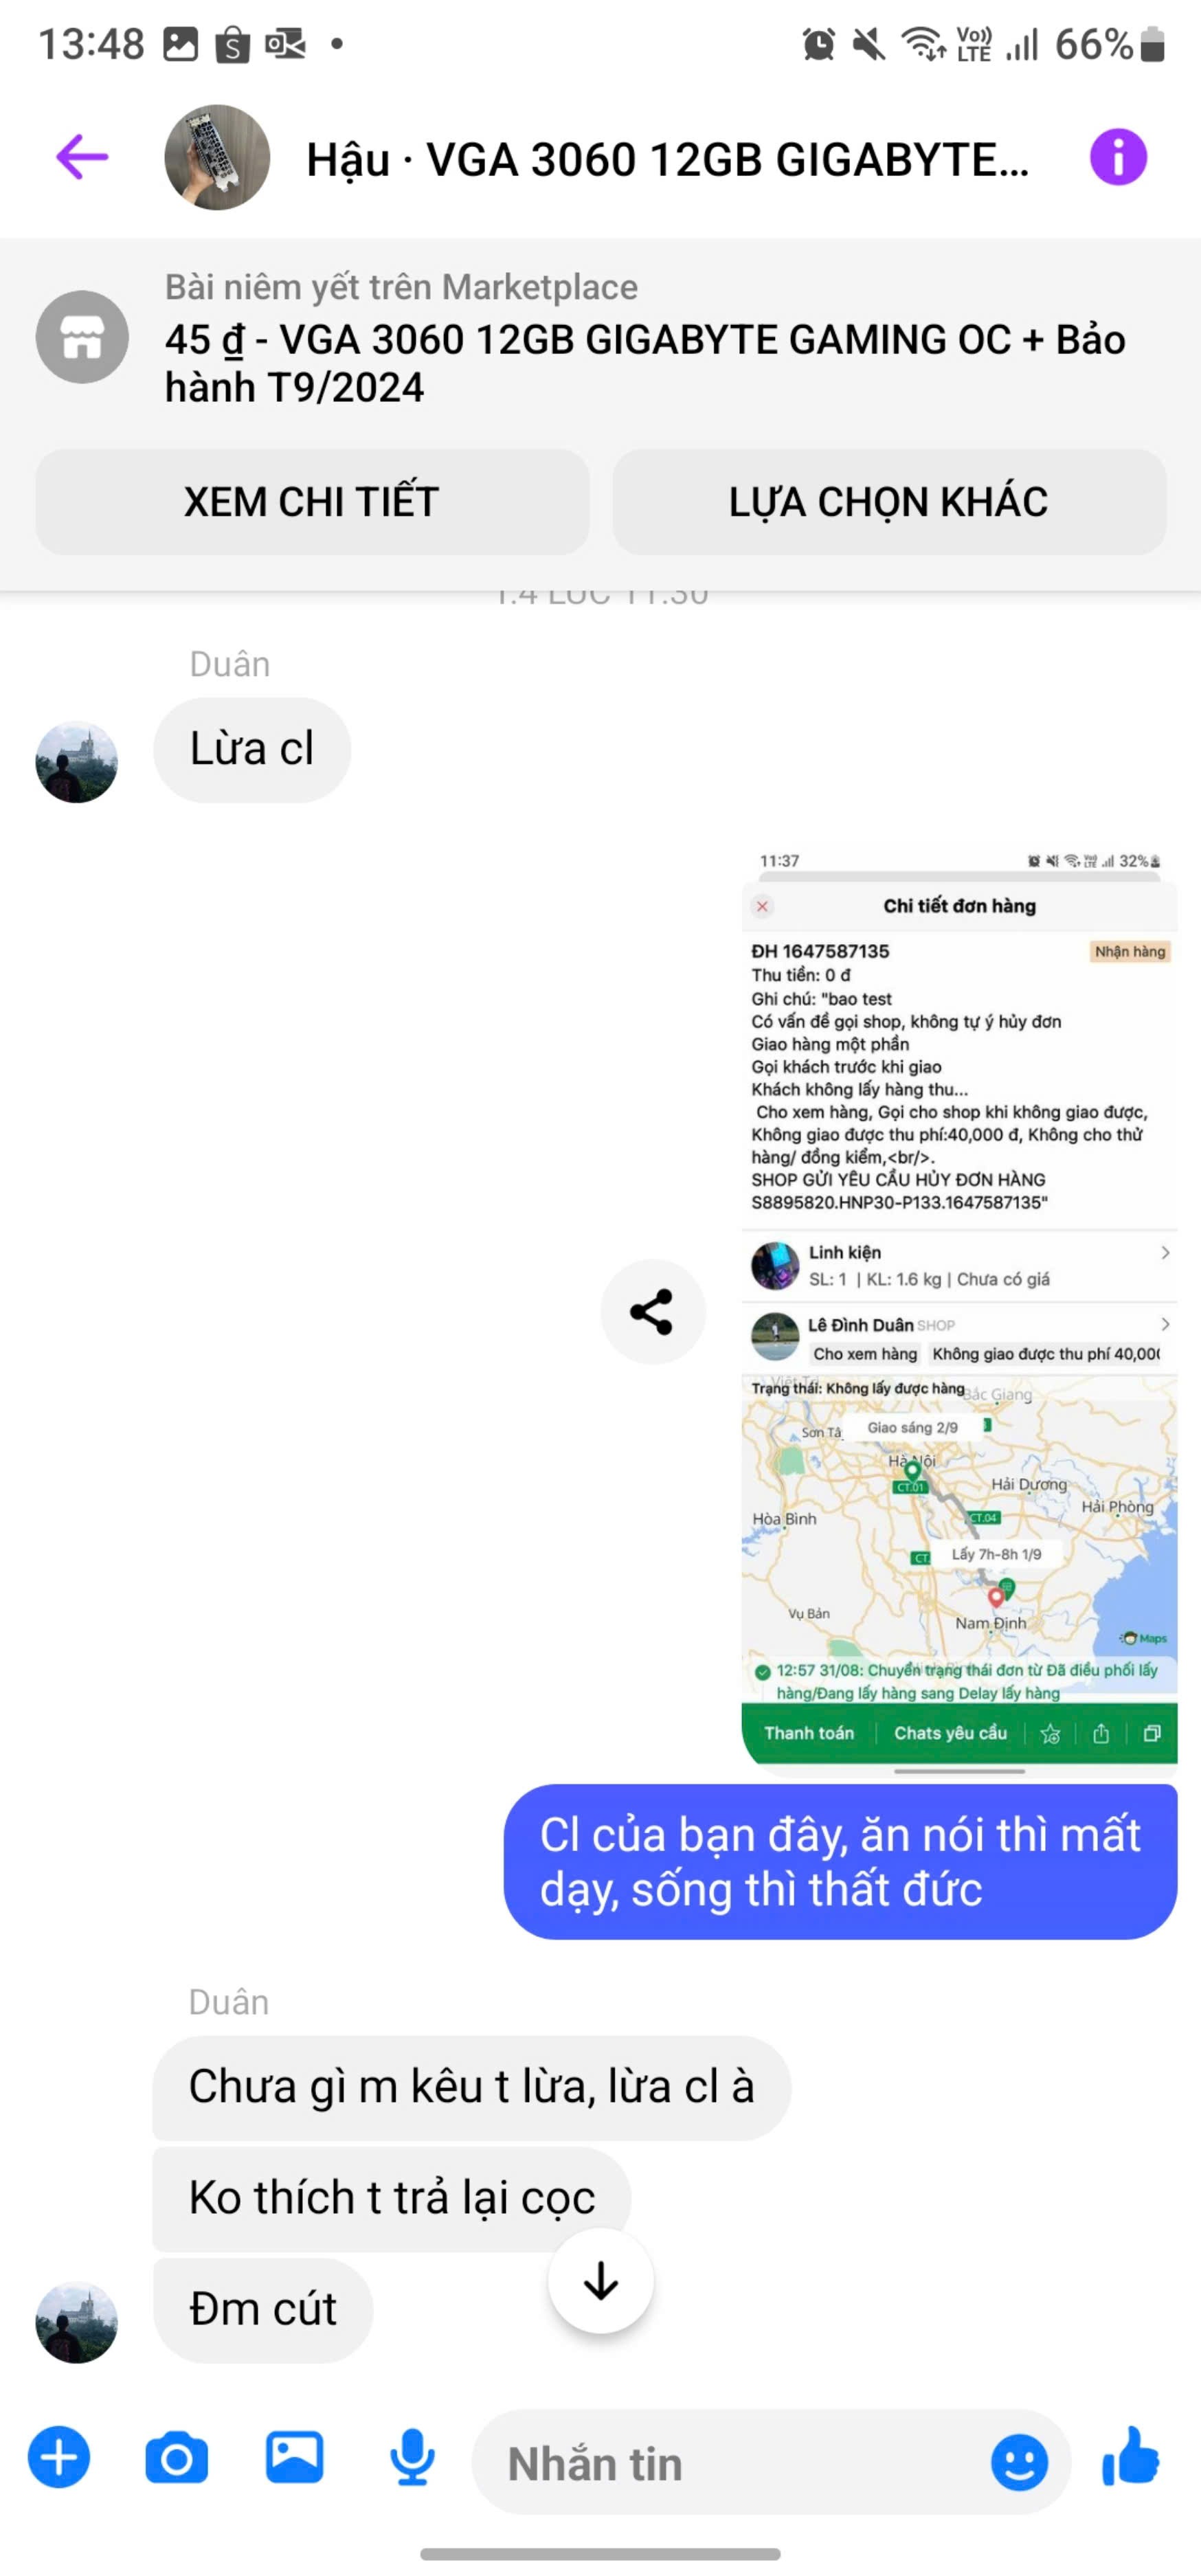 13:48
Vo))
LTE
66%
Hậu · VGA 3060 12GB GIGABYTE...
Bài niêm yết trên Marketplace
45 ₫ - VGA 3060 12GB GIGABYTE GAMING OC + Bảo
hành T9/2024
XEM CHI TIẾT
LỰA CHỌN KHÁC
T.4 LÚC 11:30
Duân
Lừa cl
11:37
32%
Chi tiết đơn hàng
ĐH 1647587135
Nhận hàng
Thu tiền: 0 đ
Ghi chú: "bao test
Có vấn đề gọi shop, không tự ý hủy đơn
Giao hàng một phần
Gọi khách trước khi giao
Khách không lấy hàng thu...
Cho xem hàng, Gọi cho shop khi không giao được,
Không giao được thu phí:40,000 đ, Không cho thử
hàng/ đồng kiểm,<br/>.
SHOP GỬI YÊU CẦU HỦY ĐƠN HÀNG
S8895820.HNP30-P133.1647587135"
Linh kiện
SL: 1 | KL: 1.6 kg | Chưa có giá
Lê Đình Duân SHOP
Cho xem hàng Không giao được thu phí 40,00
Việt Tr
Trạng thái: Không lấy được hàng
Bắc Giang
Sơn Tâ
Giao sáng 2/9
Hà Nội
CT.01
Hải Dương
Hải Phòng
Hòa Bình
CT.04
CT.
Lấy 7h-8h 1/9
Vụ Bản
Nam Định
Maps
12:57 31/08: Chuyển trạng thái đơn từ Đã điều phối lấy
hàng/Đang lấy hàng sang Delay lấy hàng
Thanh toán
Chats yêu cầu
Cl của bạn đây, ăn nói thì mất
dạy, sống thì thất đức
Duân
Chưa gì m kêu t lừa, lừa cl à
Ko thích t trả lại cọc
Đm cút
Nhắn tin